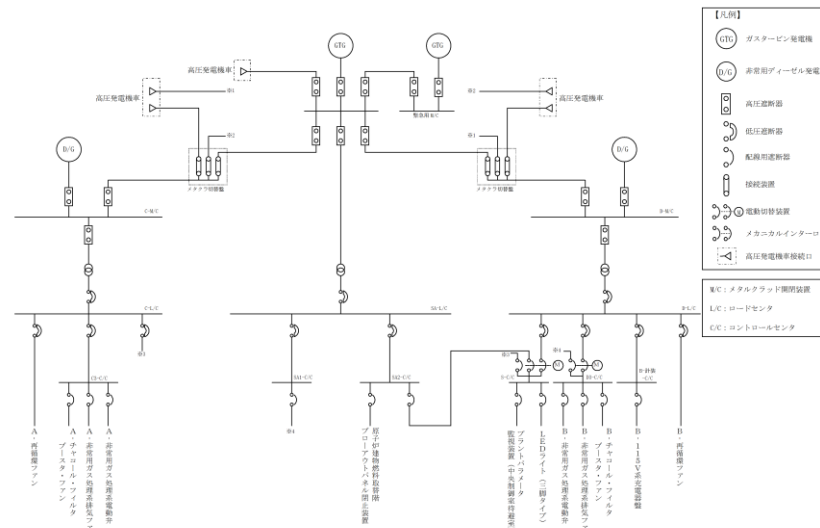 【凡例】
GTG ガスタービン発電機
D/G 非常用ディーゼル発電
高圧遮断器
低圧遮断器
配線用遮断器
接続装置
M 電動切替装置
メカニカルインターロ
高圧発電機車接続口
M/C:メタルクラッド開閉装置
L/C:ロードセンタ
C/C:コントロールセンタ
GTG
GTG
高圧発電機車
高圧発電機車
高圧発電機車
※1
※2
※2
※1
緊急用M/C
メタクラ切替盤
メタクラ切替盤
D/G
D/G
C-M/C
D-M/C
C-L/C
SA-L/C
D-L/C
※3
※3
※4
M
M
C2-C/C
SA1-C/C
SA2-C/C
S-C/C
B-計装
-C/C
※4
A-再循環ファン
A-チャコール・フィルタ
ブースタ・ファン
A-非常用ガス処理系排気フ
A-非常用ガス処理系電動弁
原子炉建物燃料取替階
ブローアウトパネル閉止装置
プラントパラメータ
監視装置(中央制御室待避室
LEDライト(三脚タイプ)
B-非常用ガス処理系電動弁
B-非常用ガス処理系排気フ
B-チャコール・フィルタ
ブースタ・ファン
B-115V系充電器盤
B-再循環ファン